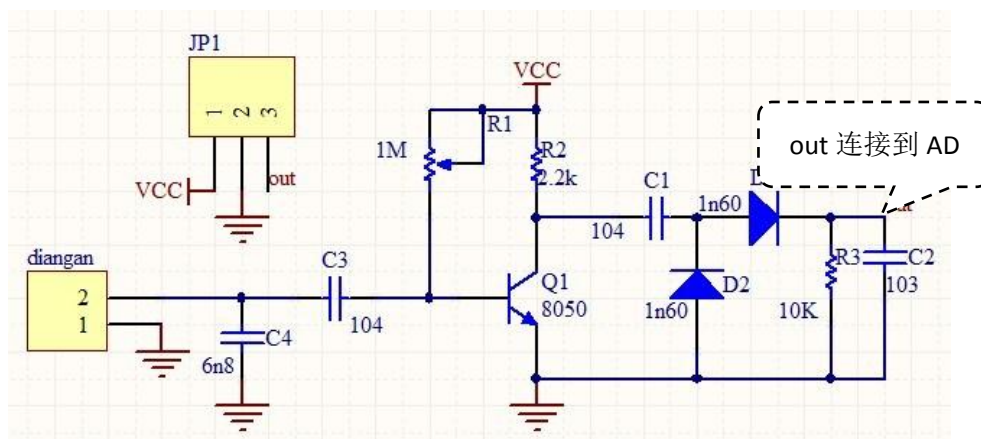 JP1
1
2
3
VCC
out
VCC
R1
1M
R2
2.2k
out 连接到 AD
C1
104
1n60
D2
1n60
R3
10K
C2
103
diangan
2
1
C3
104
C4
6n8
Q1
8050